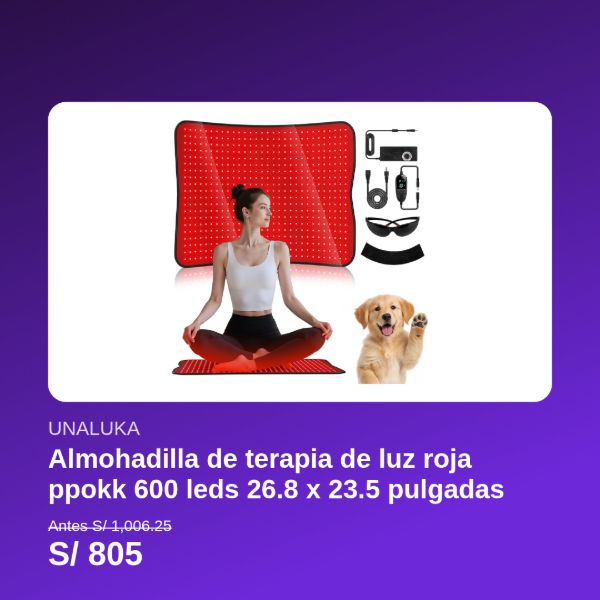 UNALUKA
Almohadilla de terapia de luz roja
ppokk 600 leds 26.8 x 23.5 pulgadas
Antes S/ 1,006.25
S/ 805